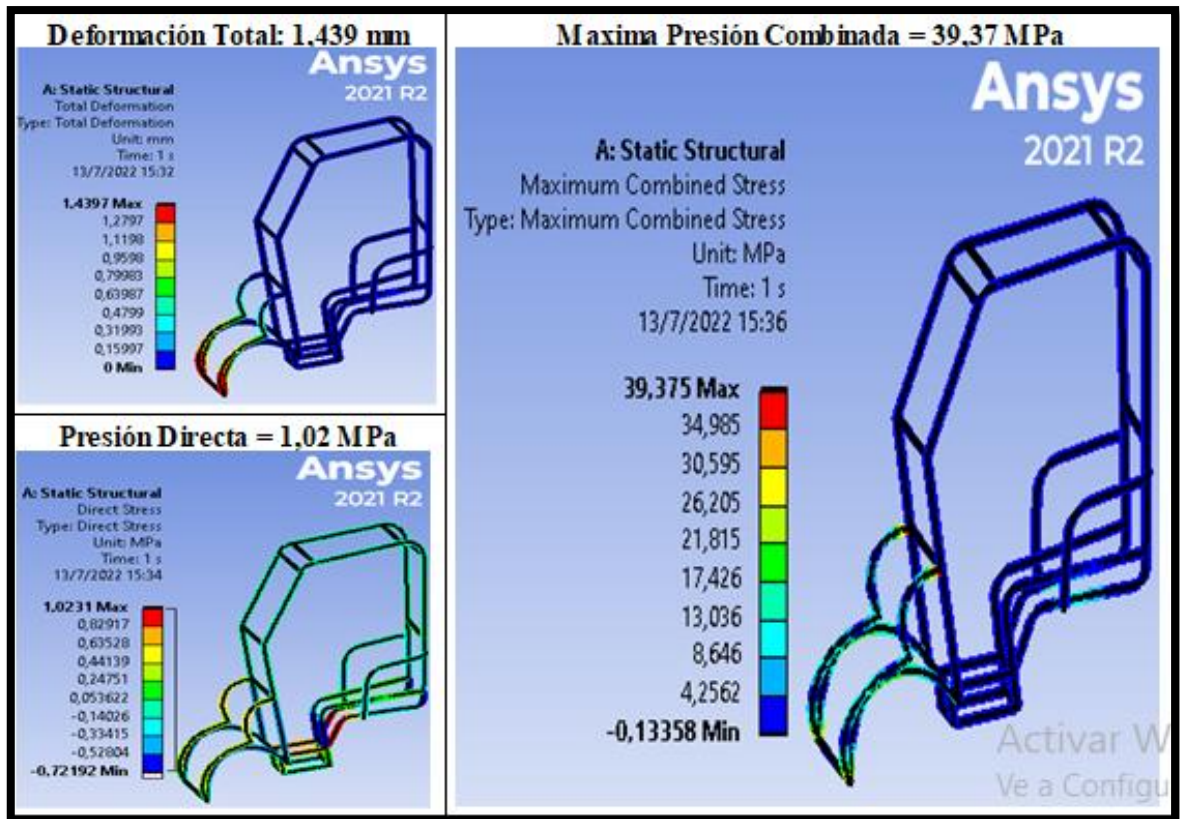 Deformación Total: 1,439 mm
Ansys
2021 R2
A: Static Structural
Total Deformation
Type: Total Deformation
Unit: mm
Time: 1 s
13/7/2022 15:32
1.4397 Max
1,2797
1,1198
0,9598
0,79983
0,63987
0,4799
0,31993
0,15997
0 Min
Presión Directa = 1,02 MPa
Ansys
2021 R2
A: Static Structural
Direct Stress
Type: Direct Stress
Unit: MPa
Time: 1 s
13/7/2022 15:34
1.0231 Max
0,82917
0,63528
0,44139
0,24751
0,053622
-0,14026
-0,33415
-0,52804
-0.72192 Min
Maxima Presión Combinada = 39,37 MPa
Ansys
2021 R2
A: Static Structural
Maximum Combined Stress
Type: Maximum Combined Stress
Unit: MPa
Time: 1 s
13/7/2022 15:36
39,375 Max
34,985
30,595
26,205
21,815
17,426
13,036
8,646
4,2562
-0,13358 Min
Activar W
Ve a Configu